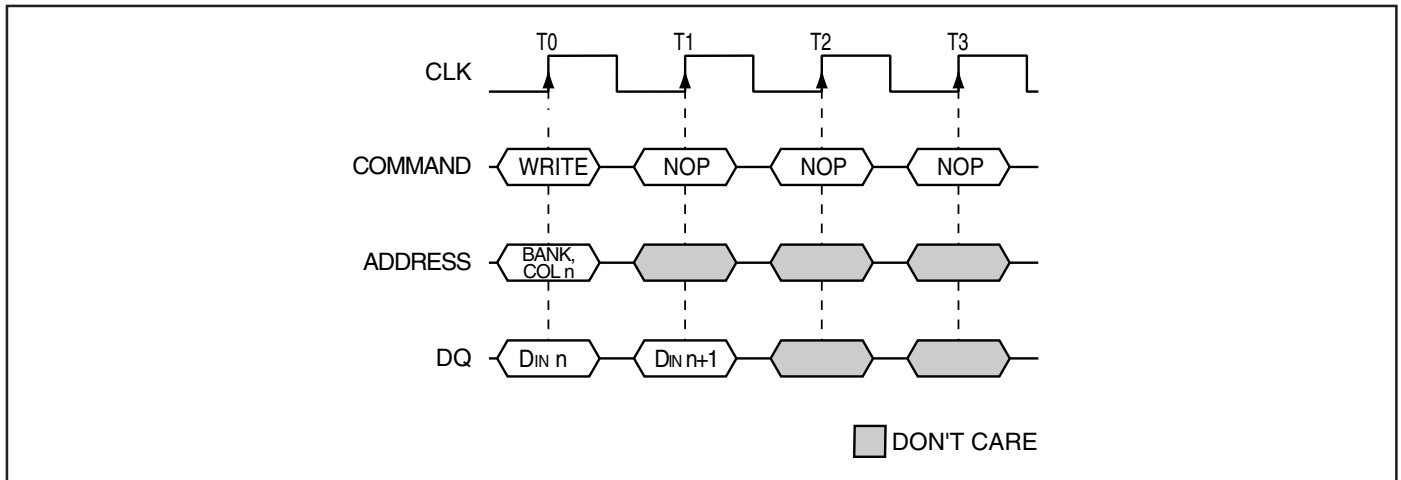 T0 T1 T2 T3
CLK
COMMAND WRITE NOP NOP NOP
ADDRESS BANK,
COL n
DQ DIN n DIN n+1
DON'T CARE